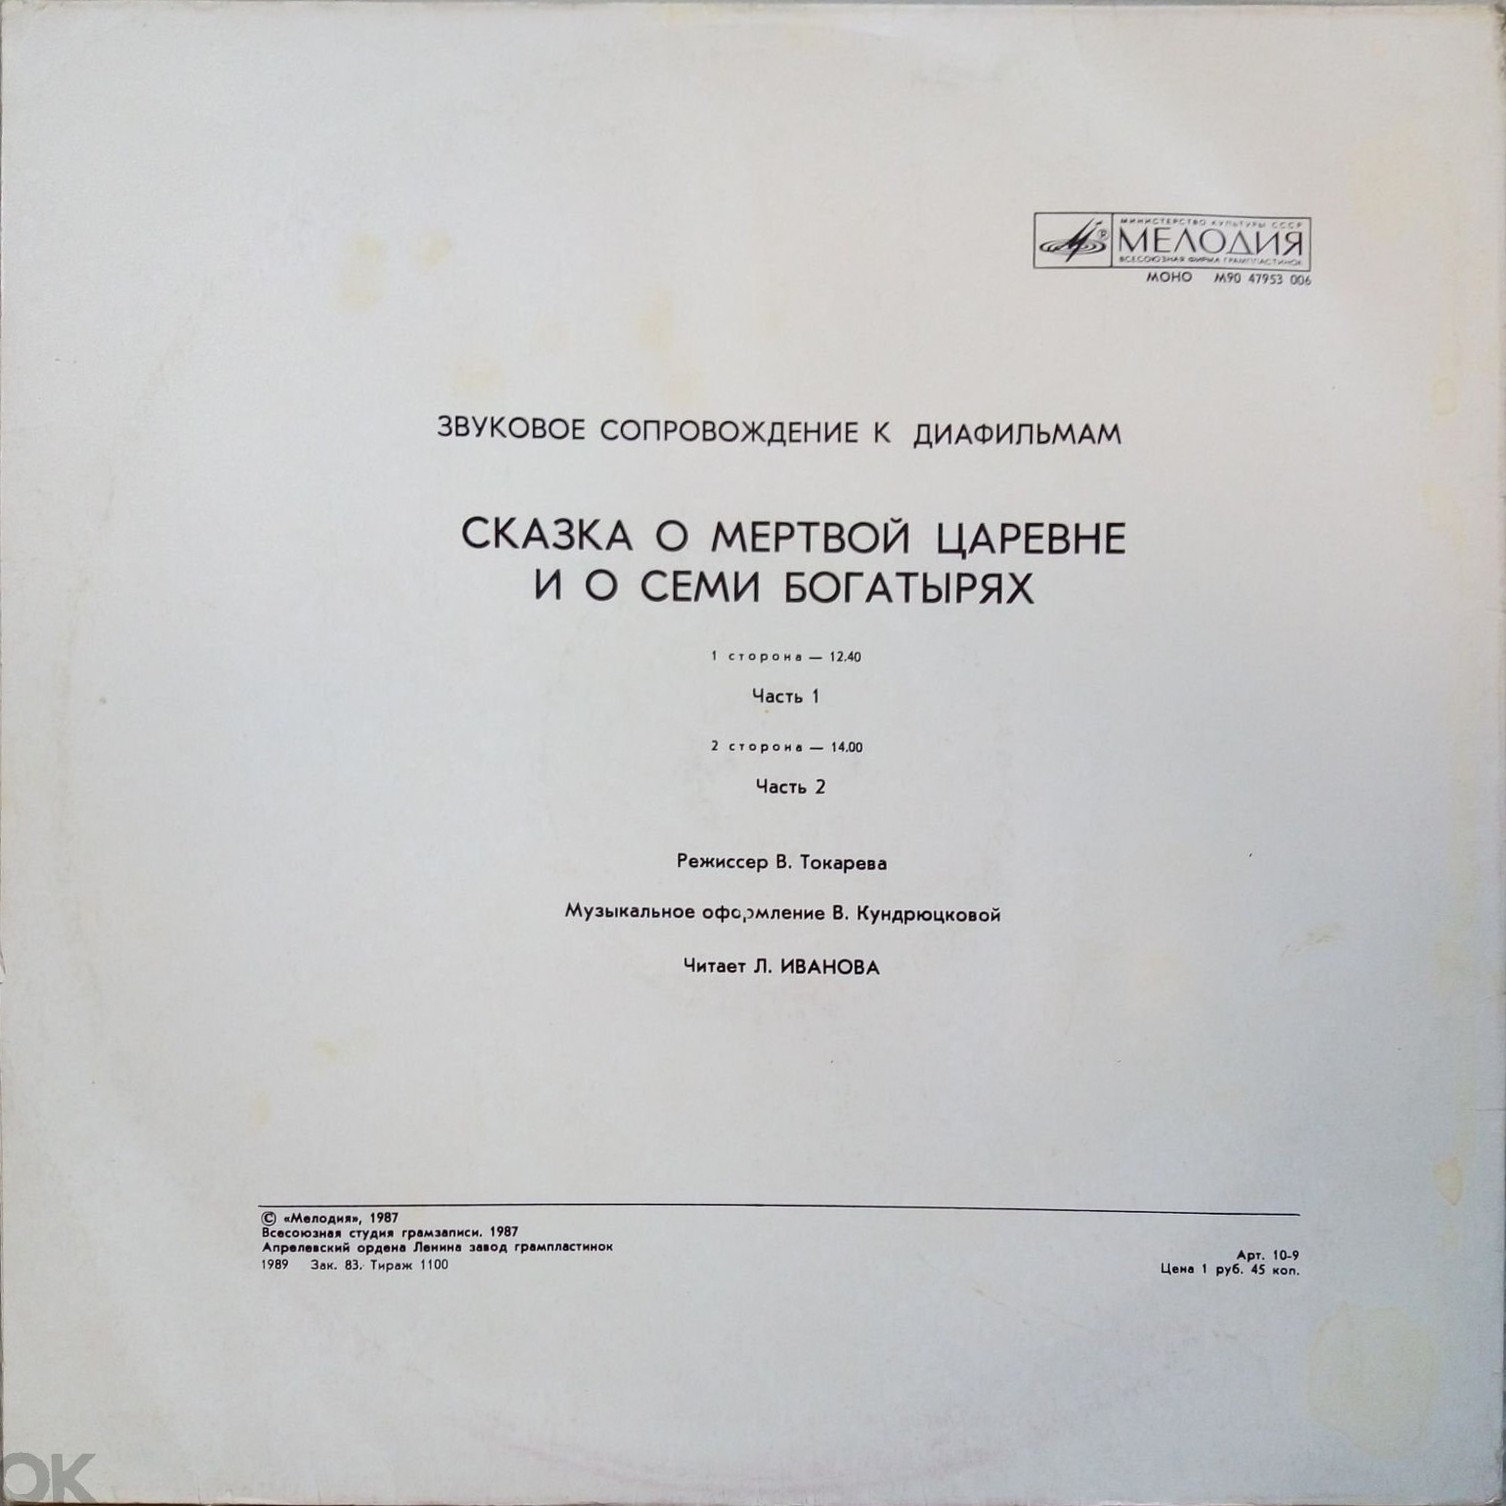 МИНИСТЕРСТВО КУЛЬТУРЫ СССР
МЕЛОДИЯ
ВСЕСОЮЗНАЯ ФИРМА ГРАМПЛАСТИНОК
МОНО М90 47953 006
ЗВУКОВОЕ СОПРОВОЖДЕНИЕ К ДИАФИЛЬМАМ
СКАЗКА О МЕРТВОЙ ЦАРЕВНЕ
И О СЕМИ БОГАТЫРЯХ
1 сторона — 12.40
Часть 1
2 сторона — 14.00
Часть 2
Режиссер В. Токарева
Музыкальное оформление В. Кундрюцковой
Читает Л. ИВАНОВА
© «Мелодия», 1987
Всесоюзная студия грамзаписи. 1987
Апрелевский ордена Ленина завод грампластинок
1989 Зак. 83. Тираж 1100
Арт. 10-9
Цена 1 руб. 45 коп.
ОК